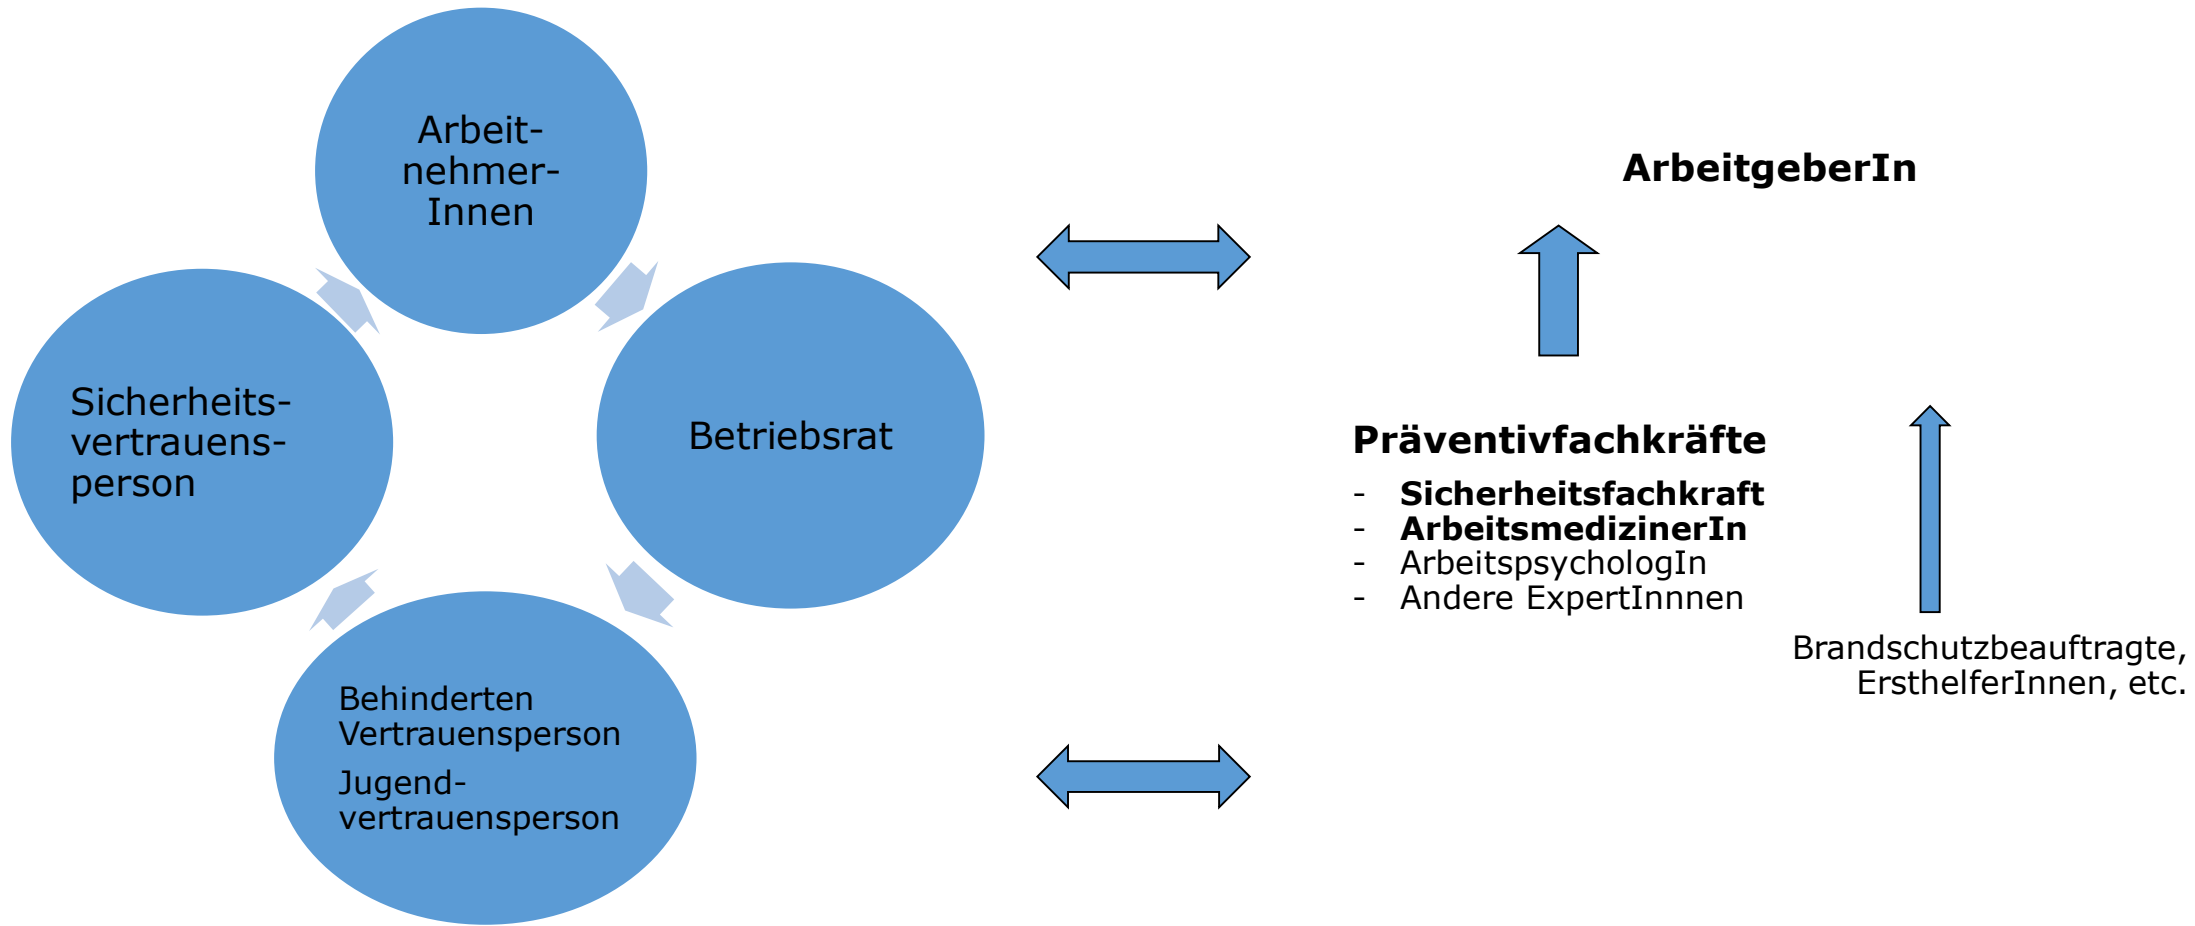 Arbeit-
nehmer-
Innen
Sicherheits-
vertrauens-
person
Betriebsrat
Behinderten
Vertrauensperson
Jugend-
vertrauensperson
ArbeitgeberIn
Präventivfachkräfte
- Sicherheitsfachkraft
- ArbeitsmedizinerIn
- ArbeitspsychologIn
- Andere ExpertInnnen
Brandschutzbeauftragte,
ErsthelferInnen, etc.